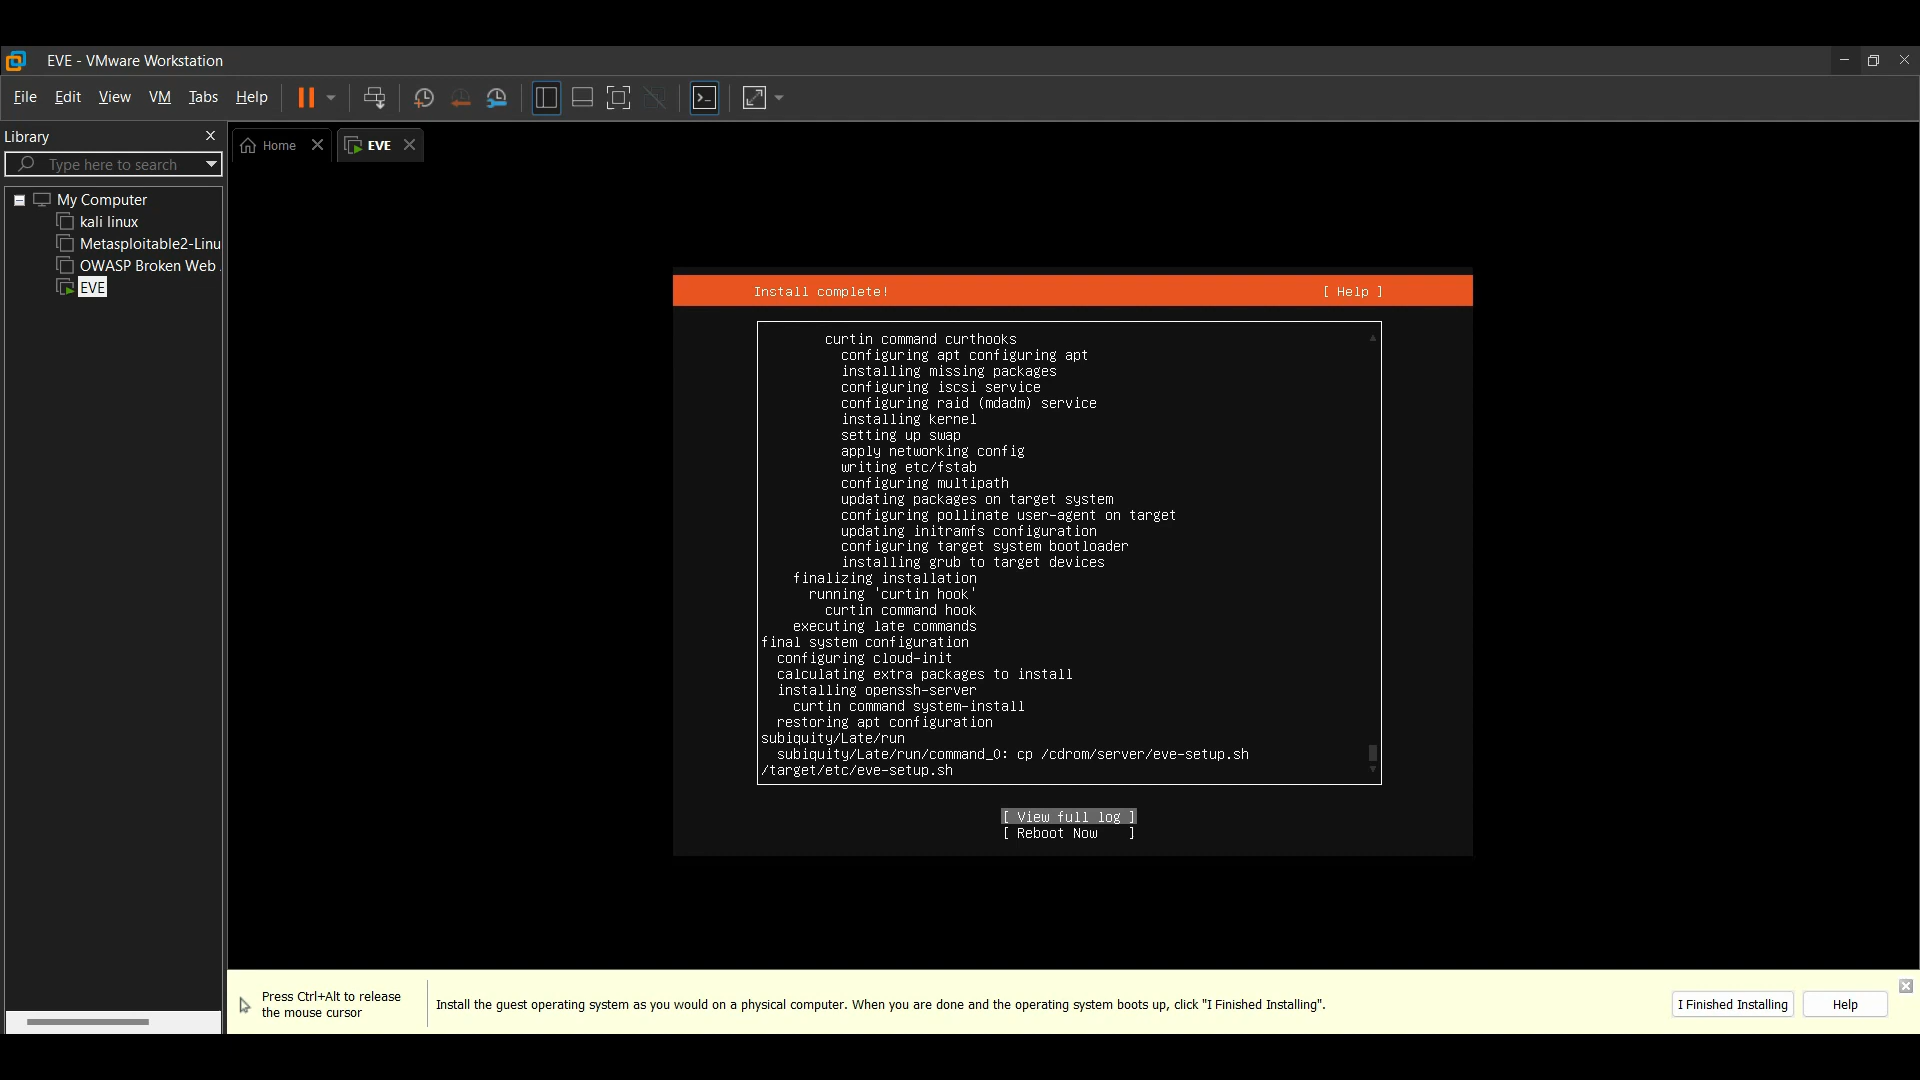 EVE - VMware Workstation
File Edit View VM Tabs Help
Library
Home
EVE
Type here to search
My Computer
kali linux
Metasploitable2-Linu
OWASP Broken Web
EVE
Install complete! [ Help ]
curtin command curthooks
configuring apt configuring apt
installing missing packages
configuring iscsi service
configuring raid (mdadm) service
installing kernel
setting up swap
apply networking config
writing etc/fstab
configuring multipath
updating packages on target system
configuring pollinate user-agent on target
updating initramfs configuration
configuring target system bootloader
installing grub to target devices
finalizing installation
running 'curtin hook'
curtin command hook
executing late commands
final system configuration
configuring cloud-init
calculating extra packages to install
installing openssh-server
curtin command system-install
restoring apt configuration
subiquity/Late/run
subiquity/Late/run/command_0: cp /cdrom/server/eve-setup.sh
/target/etc/eve-setup.sh
[ View full log ]
[ Reboot Now ]
Press Ctrl+Alt to release
the mouse cursor
Install the guest operating system as you would on a physical computer. When you are done and the operating system boots up, click "I Finished Installing".
I Finished Installing
Help